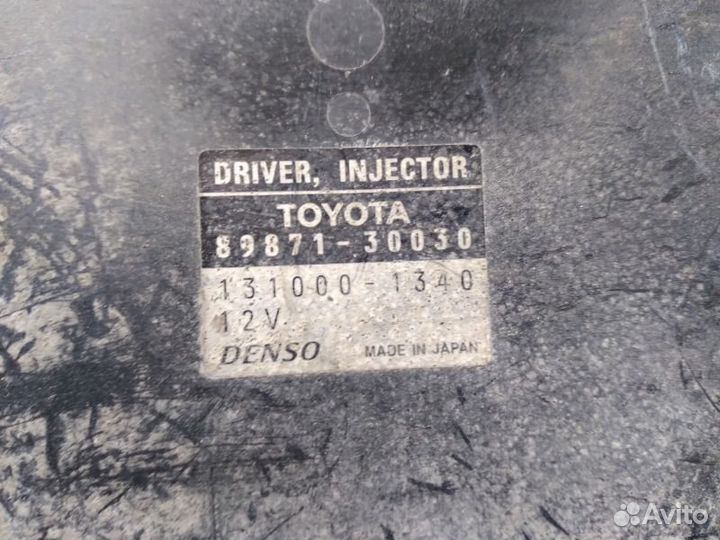 DRIVER, INJECTOR
TOYOTA
89871-30030
131000-1340
12V
DENSO MADE IN JAPAN
Avito